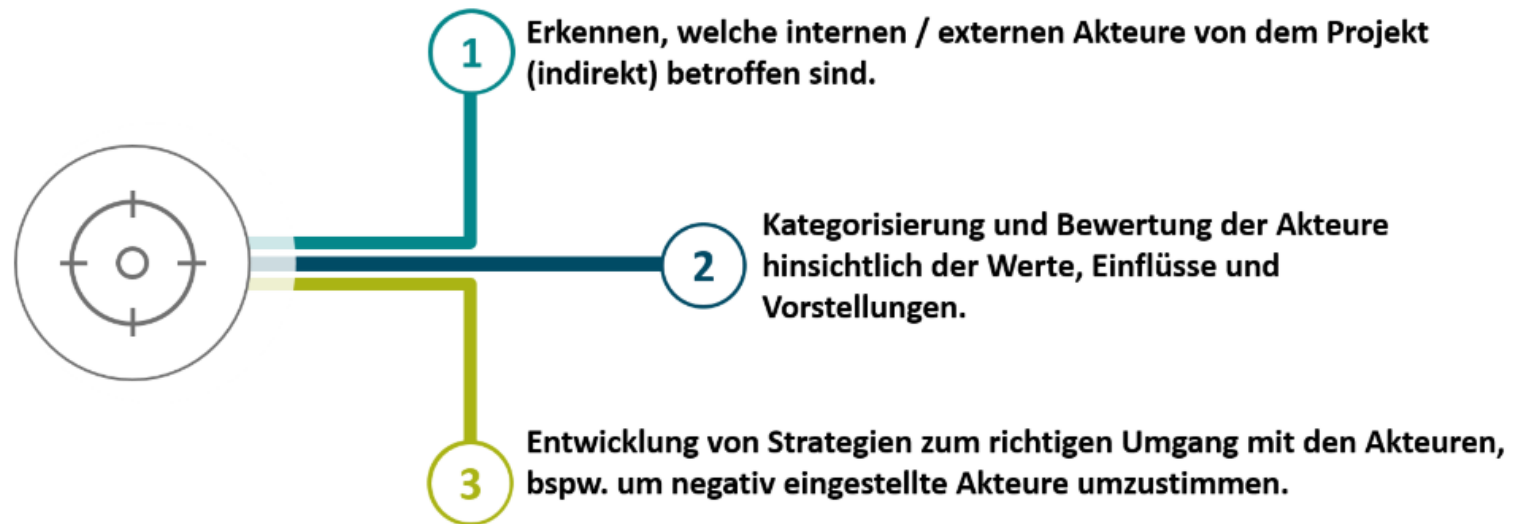 1
Erkennen, welche internen / externen Akteure von dem Projekt
(indirekt) betroffen sind.
2
Kategorisierung und Bewertung der Akteure
hinsichtlich der Werte, Einflüsse und
Vorstellungen.
3
Entwicklung von Strategien zum richtigen Umgang mit den Akteuren,
bspw. um negativ eingestellte Akteure umzustimmen.